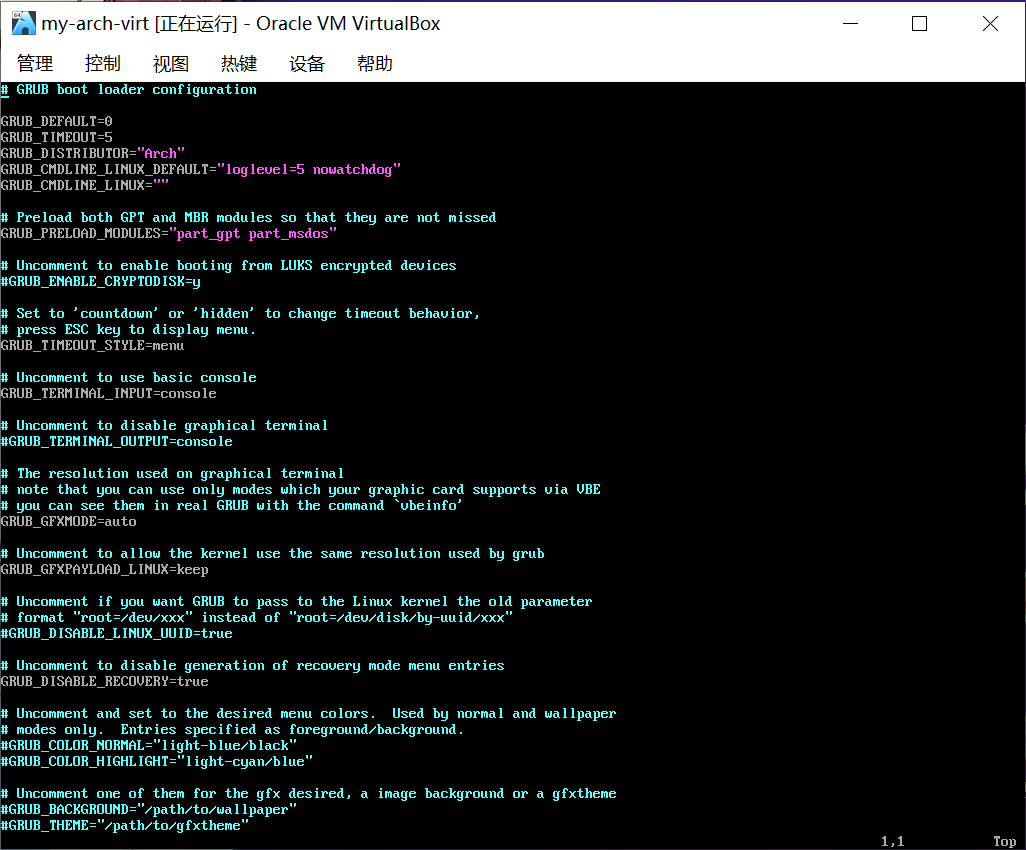 my-arch-virt [正在运行] - Oracle VM VirtualBox
管理 控制 视图 热键 设备 帮助
# GRUB boot loader configuration
GRUB_DEFAULT=0
GRUB_TIMEOUT=5
GRUB_DISTRIBUTOR="Arch"
GRUB_CMDLINE_LINUX_DEFAULT="loglevel=5 nowatchdog"
GRUB_CMDLINE_LINUX=""
# Preload both GPT and MBR modules so that they are not missed
GRUB_PRELOAD_MODULES="part_gpt part_msdos"
# Uncomment to enable booting from LUKS encrypted devices
#GRUB_ENABLE_CRYPTODISK=y
# Set to 'countdown' or 'hidden' to change timeout behavior,
# press ESC key to display menu.
GRUB_TIMEOUT_STYLE=menu
# Uncomment to use basic console
GRUB_TERMINAL_INPUT=console
# Uncomment to disable graphical terminal
#GRUB_TERMINAL_OUTPUT=console
# The resolution used on graphical terminal
# note that you can use only modes which your graphic card supports via VBE
# you can see them in real GRUB with the command `vbeinfo'
GRUB_GFXMODE=auto
# Uncomment to allow the kernel use the same resolution used by grub
GRUB_GFXPAYLOAD_LINUX=keep
# Uncomment if you want GRUB to pass to the Linux kernel the old parameter
# format "root=/dev/xxx" instead of "root=/dev/disk/by-uuid/xxx"
#GRUB_DISABLE_LINUX_UUID=true
# Uncomment to disable generation of recovery mode menu entries
GRUB_DISABLE_RECOVERY=true
# Uncomment and set to the desired menu colors.  Used by normal and wallpaper
# modes only.  Entries specified as foreground/background.
#GRUB_COLOR_NORMAL="light-blue/black"
#GRUB_COLOR_HIGHLIGHT="light-cyan/blue"
# Uncomment one of them for the gfx desired, a image background or a gfxtheme
#GRUB_BACKGROUND="/path/to/wallpaper"
#GRUB_THEME="/path/to/gfxtheme"
1,1 Top